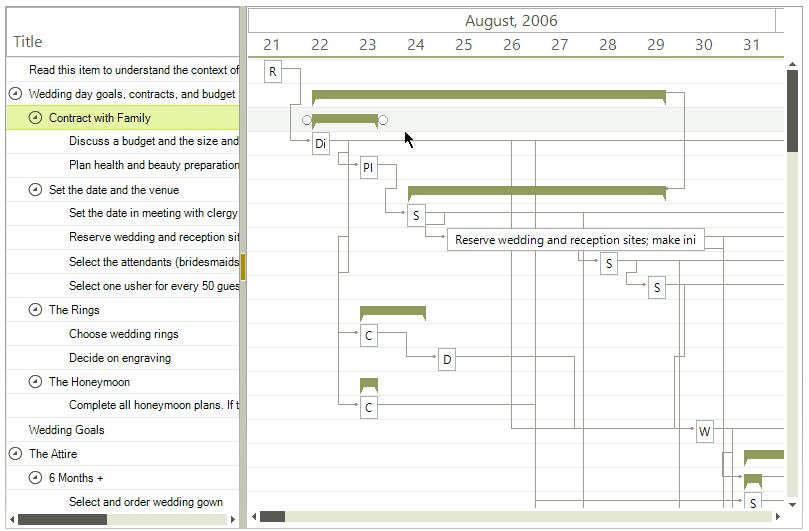 Title
August, 2006
21 22 23 24 25 26 27 28 29 30 31
Read this item to understand the context of
R
Wedding day goals, contracts, and budget
Contract with Family
Discuss a budget and the size and
Di
Plan health and beauty preparation
Pl
Set the date and the venue
Set the date in meeting with clergy
S
Reserve wedding and reception sit
Reserve wedding and reception sites; make ini
Select the attendants (bridesmaids
S
Select one usher for every 50 gues
S
The Rings
Choose wedding rings
C
Decide on engraving
D
The Honeymoon
Complete all honeymoon plans. If t
C
Wedding Goals
W
The Attire
6 Months +
Select and order wedding gown
S